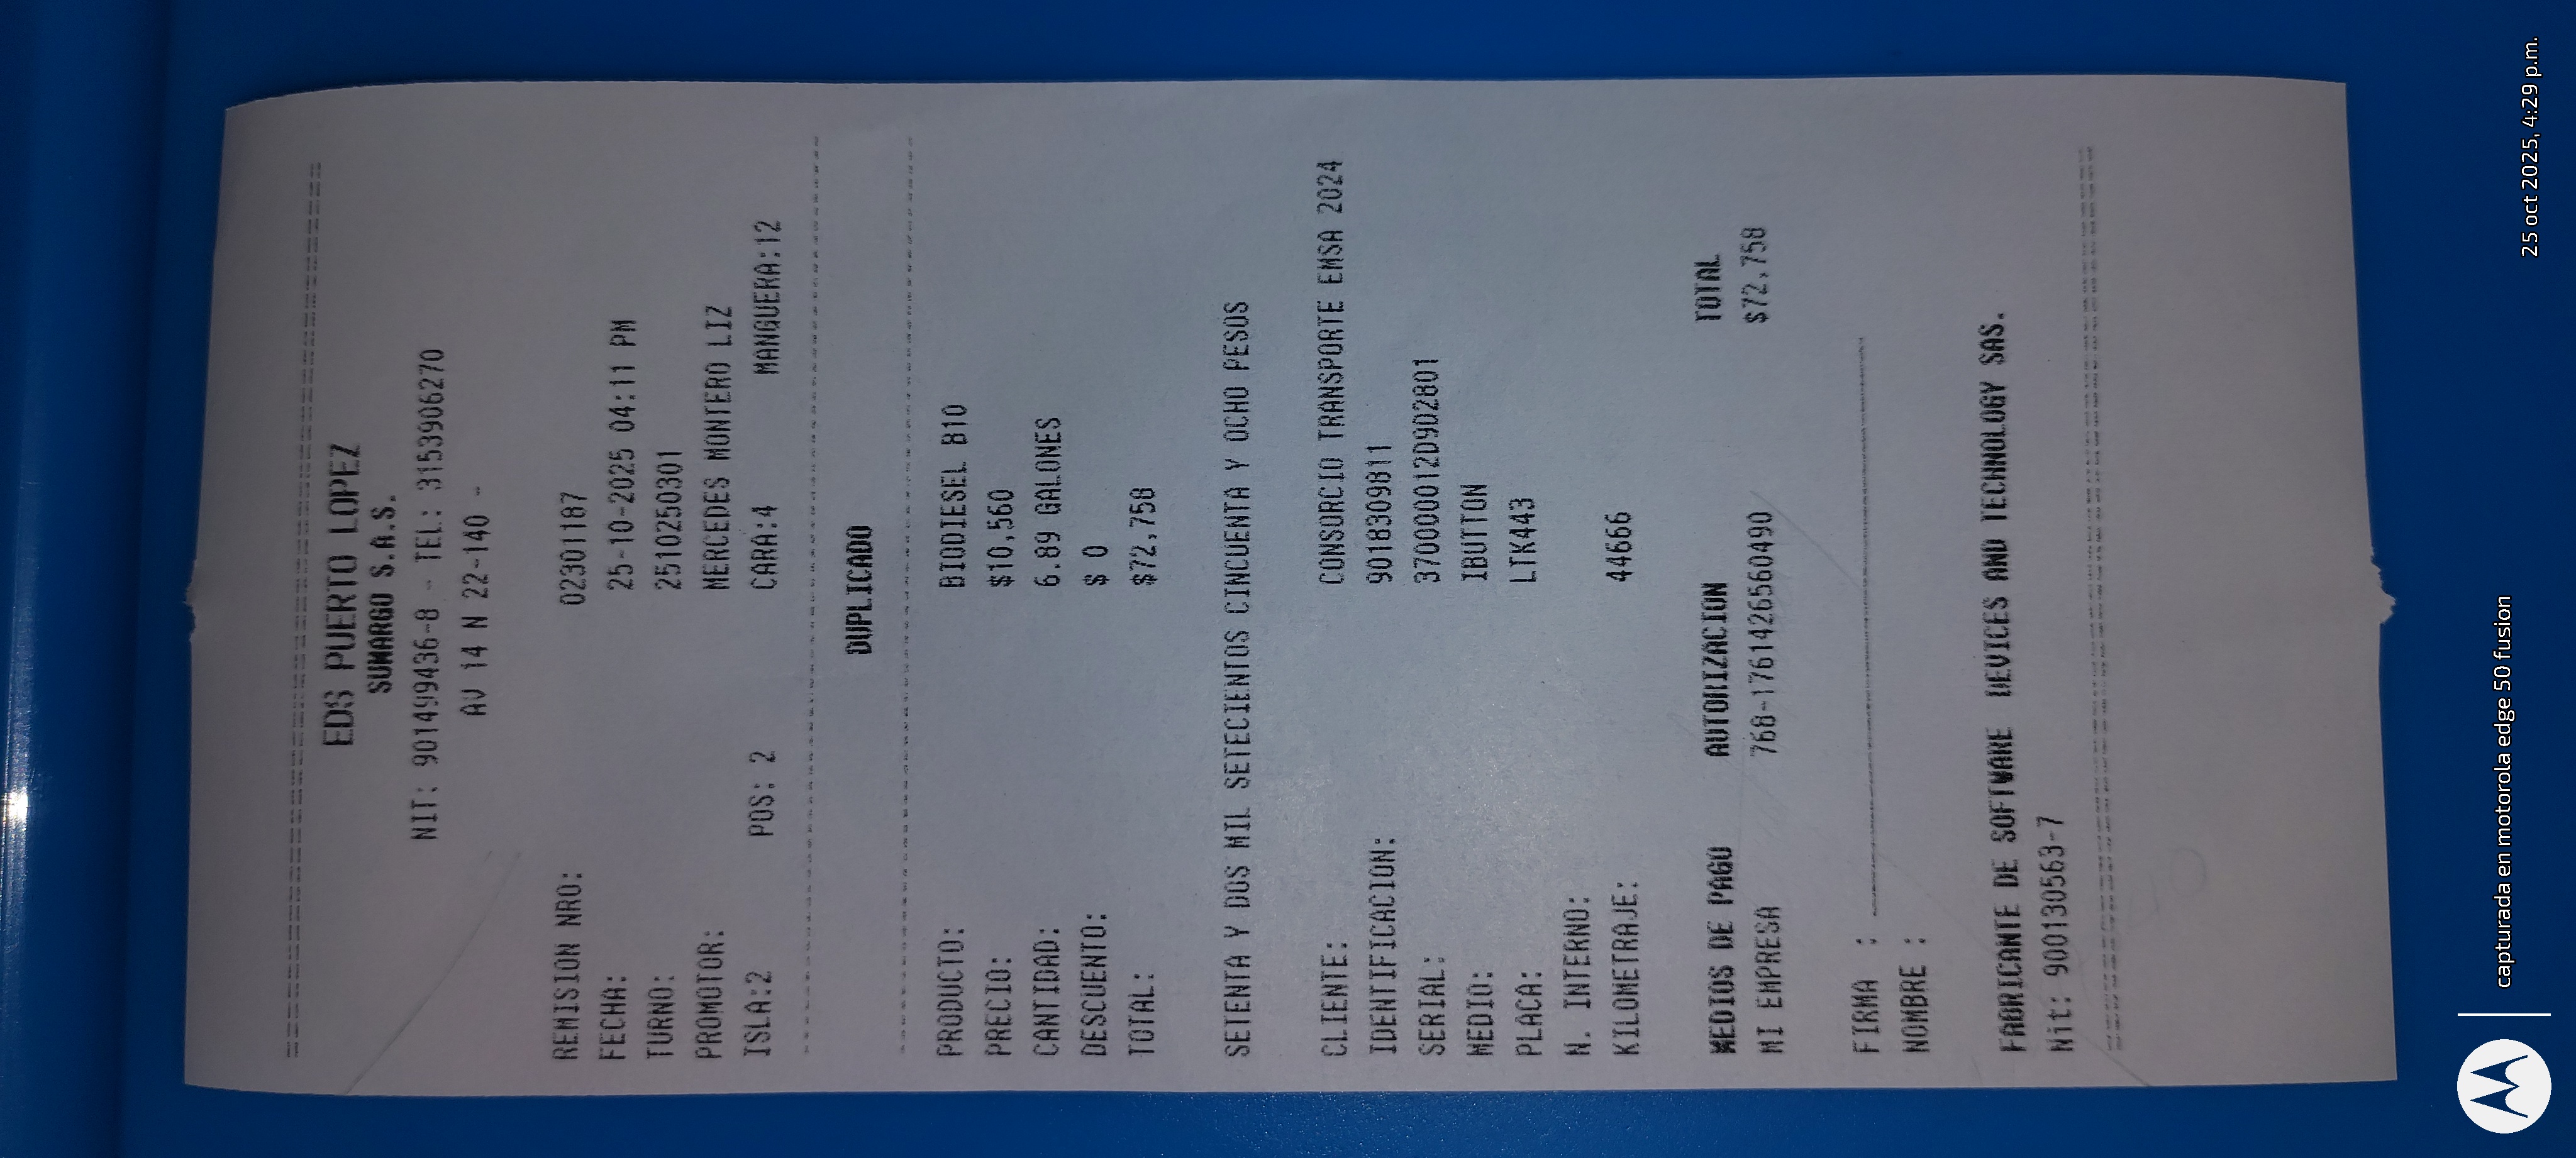 EDS PUERTO LOPEZ
SUMARGO S.A.S.
NIT: 901499436-8 - TEL: 3153906270
AV 14 N 22-140 -
REMISION NRO: 02301187
FECHA: 25-10-2025 04:11 PM
TURNO: 2510250301
PROMOTOR: MERCEDES MONTERO LIZ
ISLA:2 POS: 2 CARA:4 MANGUERA:12
DUPLICADO
PRODUCTO: BIODIESEL B10
PRECIO: $10,560
CANTIDAD: 6.89 GALONES
DESCUENTO: $ 0
TOTAL: $72,758
SETENTA Y DOS MIL SETECIENTOS CINCUENTA Y OCHO PESOS
CLIENTE: CONSORCIO TRANSPORTE EMSA 2024
IDENTIFICACION: 9018309811
SERIAL: 370000012D9D2801
MEDIO: IBUTTON
PLACA: LTK443
N. INTERNO:
KILOMETRAJE: 44666
MEDIOS DE PAGO AUTORIZACION TOTAL
MI EMPRESA 768-1761426560490 $72,758
FIRMA :
NOMBRE :
FABRICANTE DE SOFTWARE DEVICES AND TECHNOLOGY SAS.
Nit: 900130563-7
capturada en motorola edge 50 fusion
25 oct 2025, 4:29 p.m.